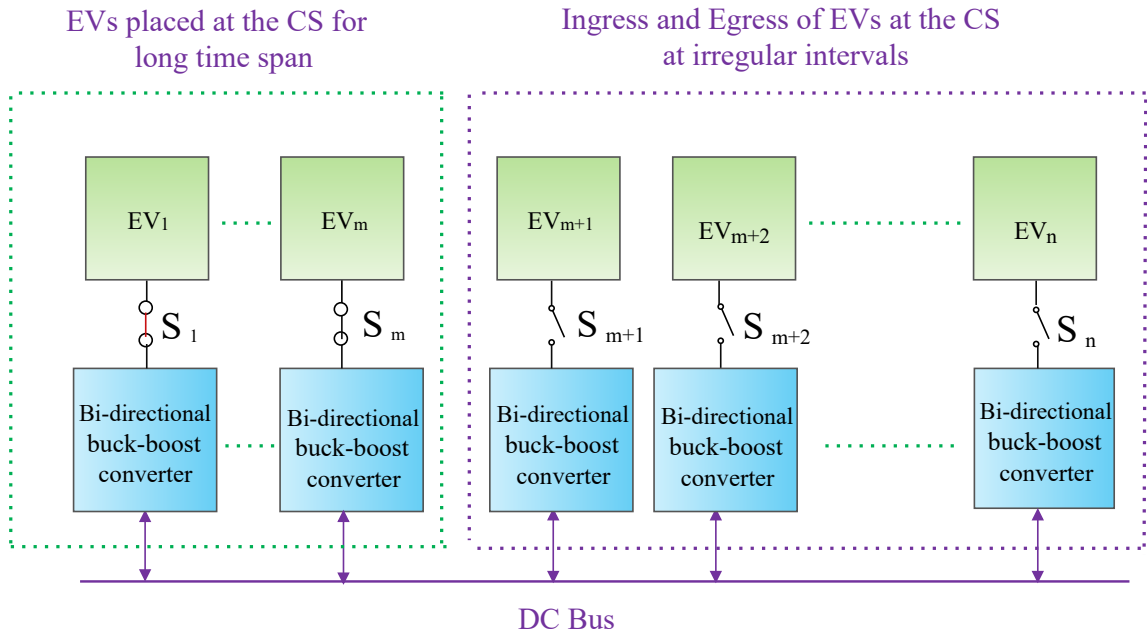 EVs placed at the CS for
long time span
Ingress and Egress of EVs at the CS
at irregular intervals
EV1
EVm
EVm+1
EVm+2
EVn
S 1
S m
S m+1
S m+2
S n
Bi-directional
buck-boost
converter
Bi-directional
buck-boost
converter
Bi-directional
buck-boost
converter
Bi-directional
buck-boost
converter
Bi-directional
buck-boost
converter
DC Bus